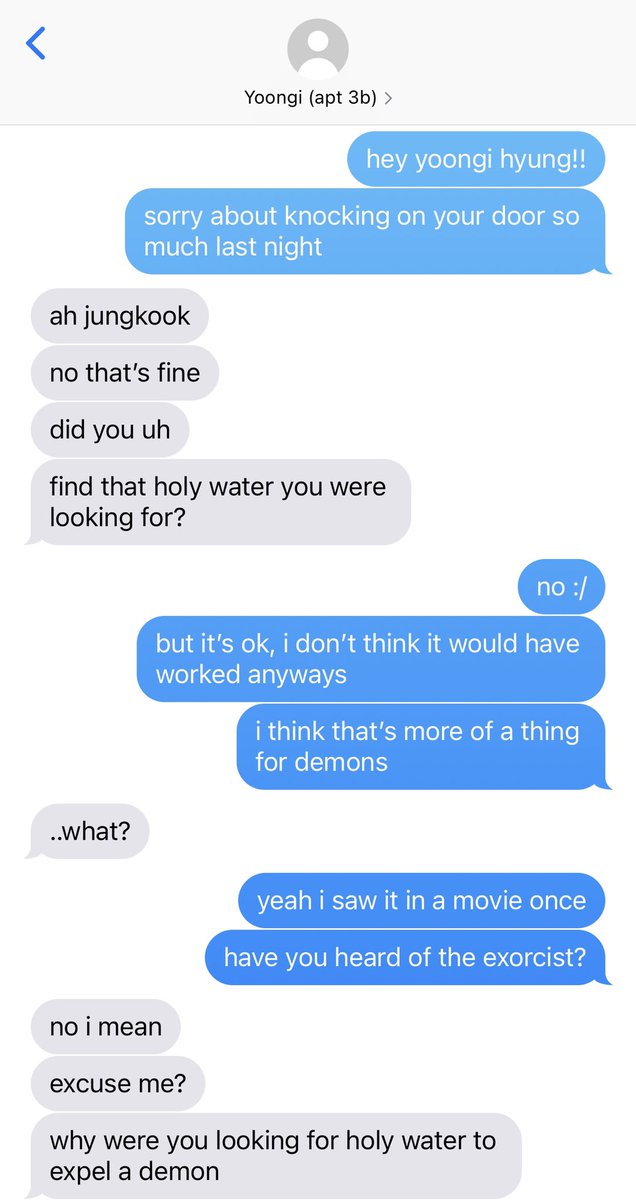 Yoongi (apt 3b) >
hey yoongi hyung!!
sorry about knocking on your door so
much last night
ah jungkook
no that’s fine
did you uh
find that holy water you were
looking for?
no :/
but it’s ok, i don’t think it would have
worked anyways
i think that’s more of a thing
for demons
..what?
yeah i saw it in a movie once
have you heard of the exorcist?
no i mean
excuse me?
why were you looking for holy water to
expel a demon